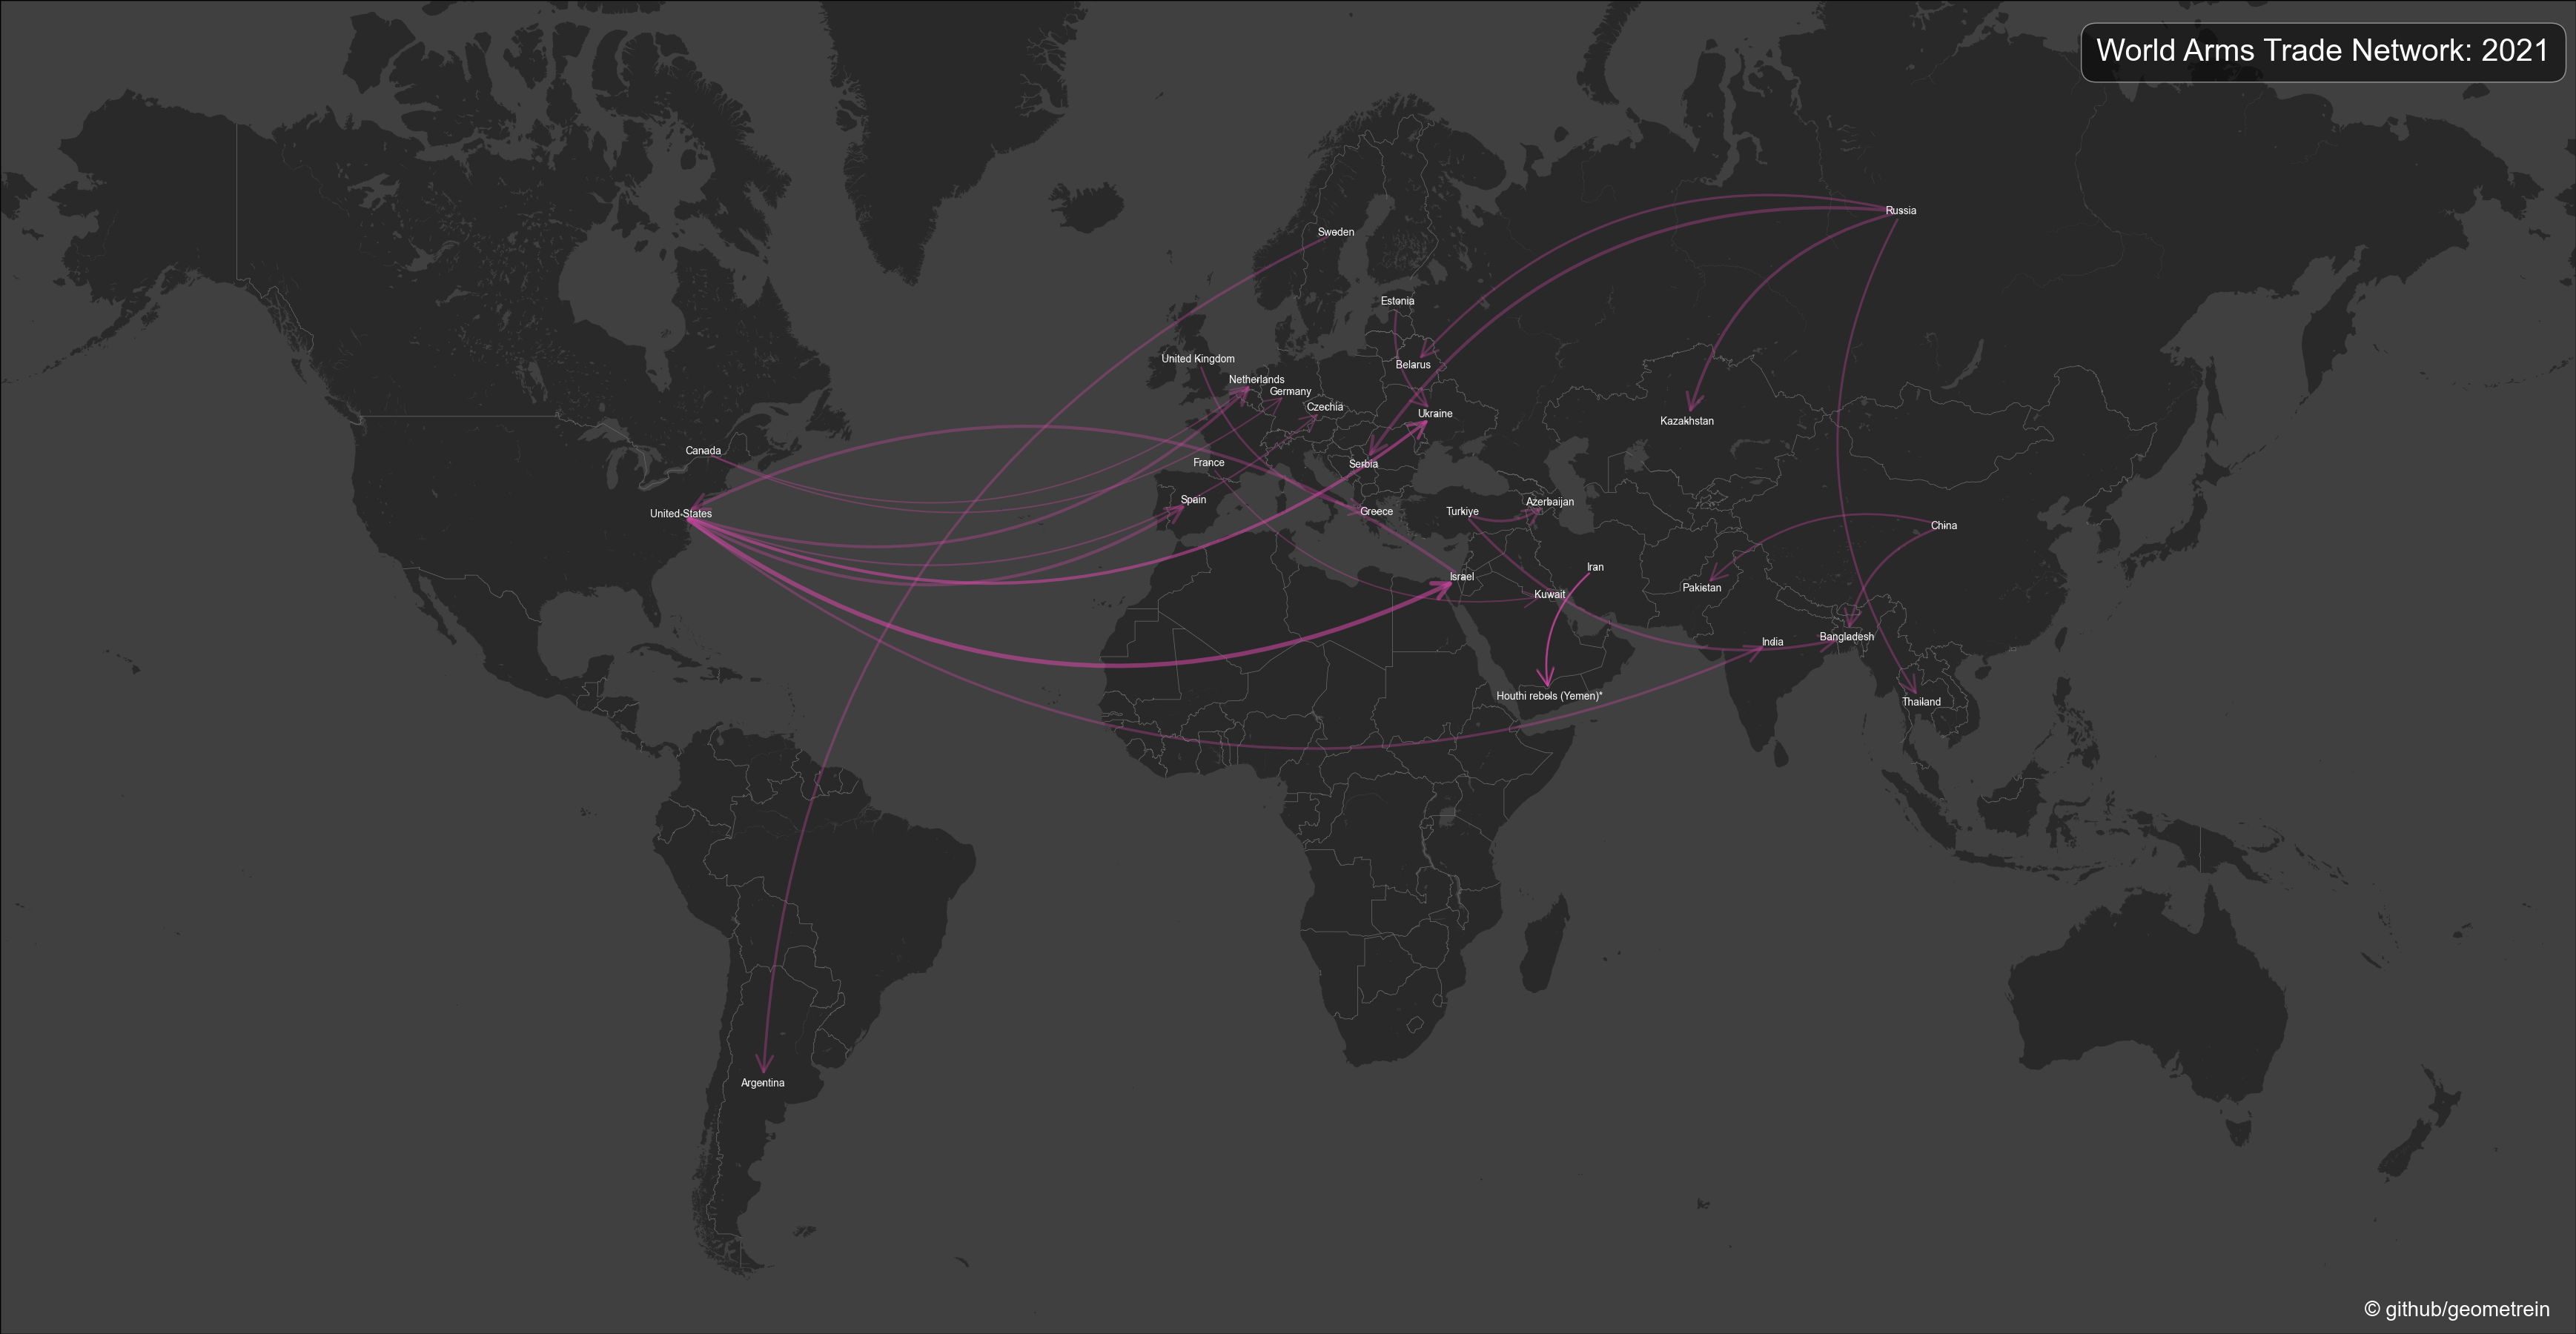 World Arms Trade Network: 2021
Russia
Sweden
Estonia
United Kingdom
Belarus
Netherlands
Germany
Czechia
Ukraine
Kazakhstan
Canada
France
Serbia
Spain
Azerbaijan
United States
Greece
Turkiye
China
Iran
Israel
Pakistan
Kuwait
Bangladesh
India
Houthi rebels (Yemen)*
Thailand
Argentina
© github/geometrein